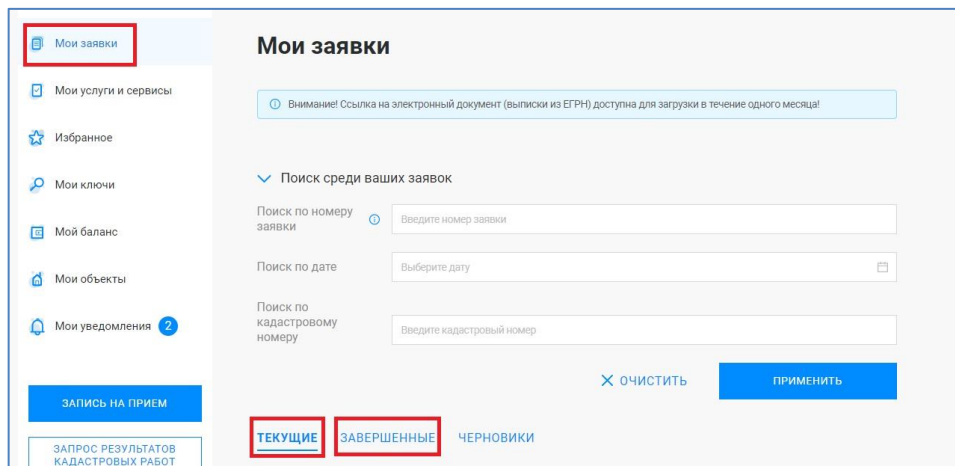 Мои заявки
Мои услуги и сервисы
Избранное
Мои ключи
Мой баланс
Мои объекты
Мои уведомления 2
ЗАПИСЬ НА ПРИЕМ
ЗАПРОС РЕЗУЛЬТАТОВ
КАДАСТРОВЫХ РАБОТ
Мои заявки
Внимание! Ссылка на электронный документ (выписки из ЕГРН) доступна для загрузки в течение одного месяца!
Поиск среди ваших заявок
Поиск по номеру
заявки
Введите номер заявки
Поиск по дате
Выберите дату
Поиск по
кадастровому
номеру
Введите кадастровый номер
ОЧИСТИТЬ
ПРИМЕНИТЬ
ТЕКУЩИЕ ЗАВЕРШЕННЫЕ ЧЕРНОВИКИ